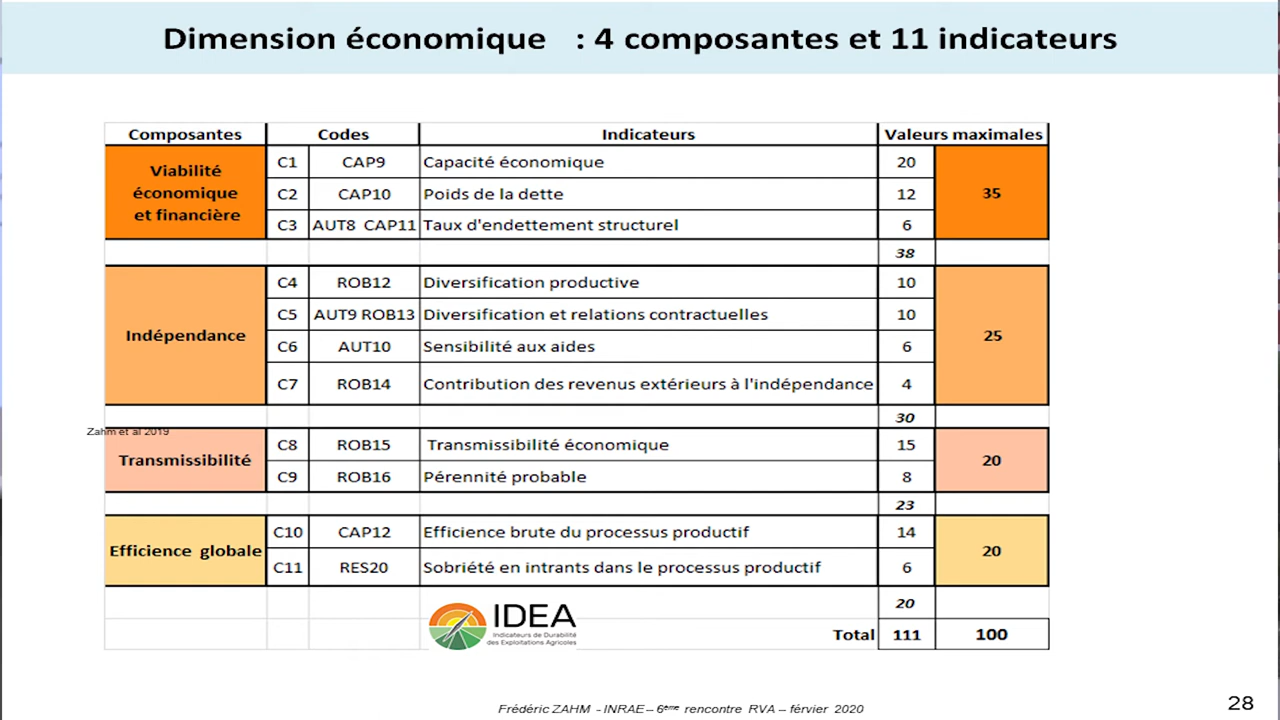 Dimension économique : 4 composantes et 11 indicateurs
Composantes Codes Indicateurs Valeurs maximales
Viabilité économique et financière
C1 CAP9 Capacité économique 20
C2 CAP10 Poids de la dette 12 35
C3 AUT8 CAP11 Taux d'endettement structurel 6
38
C4 ROB12 Diversification productive 10
C5 AUT9 ROB13 Diversification et relations contractuelles 10
Indépendance 25
C6 AUT10 Sensibilité aux aides 6
C7 ROB14 Contribution des revenus extérieurs à l'indépendance 4
30
Zahm et al 2019
C8 ROB15 Transmissibilité économique 15
Transmissibilité 20
C9 ROB16 Pérennité probable 8
23
C10 CAP12 Efficience brute du processus productif 14
Efficience globale 20
C11 RES20 Sobriété en intrants dans le processus productif 6
20
IDEA
Indicateurs de Durabilité
des Exploitations Agricoles
Total 111 100
Frédéric ZAHM - INRAE – 6ème rencontre RVA – férvier 2020
28